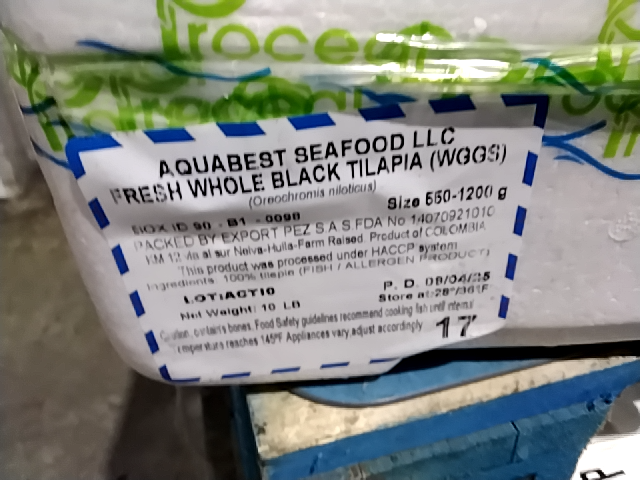 Procean
AQUABEST SEAFOOD LLC
FRESH WHOLE BLACK TILAPIA (WGGS)
(Oreochromis niloticus)
Size 550-1200 g
BOX ID 90 - B1 - 0098
PACKED BY EXPORT PEZ S A S FDA No 14070921010
KM 12 vía al sur Neiva-Huila-Farm Raised. Product of COLOMBIA
This product was processed under HACCP system
Ingredients: 100% tilapia (FISH / ALLERGEN PRODUCT)
LOT:ACT10
P. D. 09/04/25
Net Weight: 10 LB
Store at:28°/36°F
Caution, contains bones. Food Safety guidelines recommend cooking fish until internal
temperature reaches 145°F Appliances vary,adjust accordingly
17